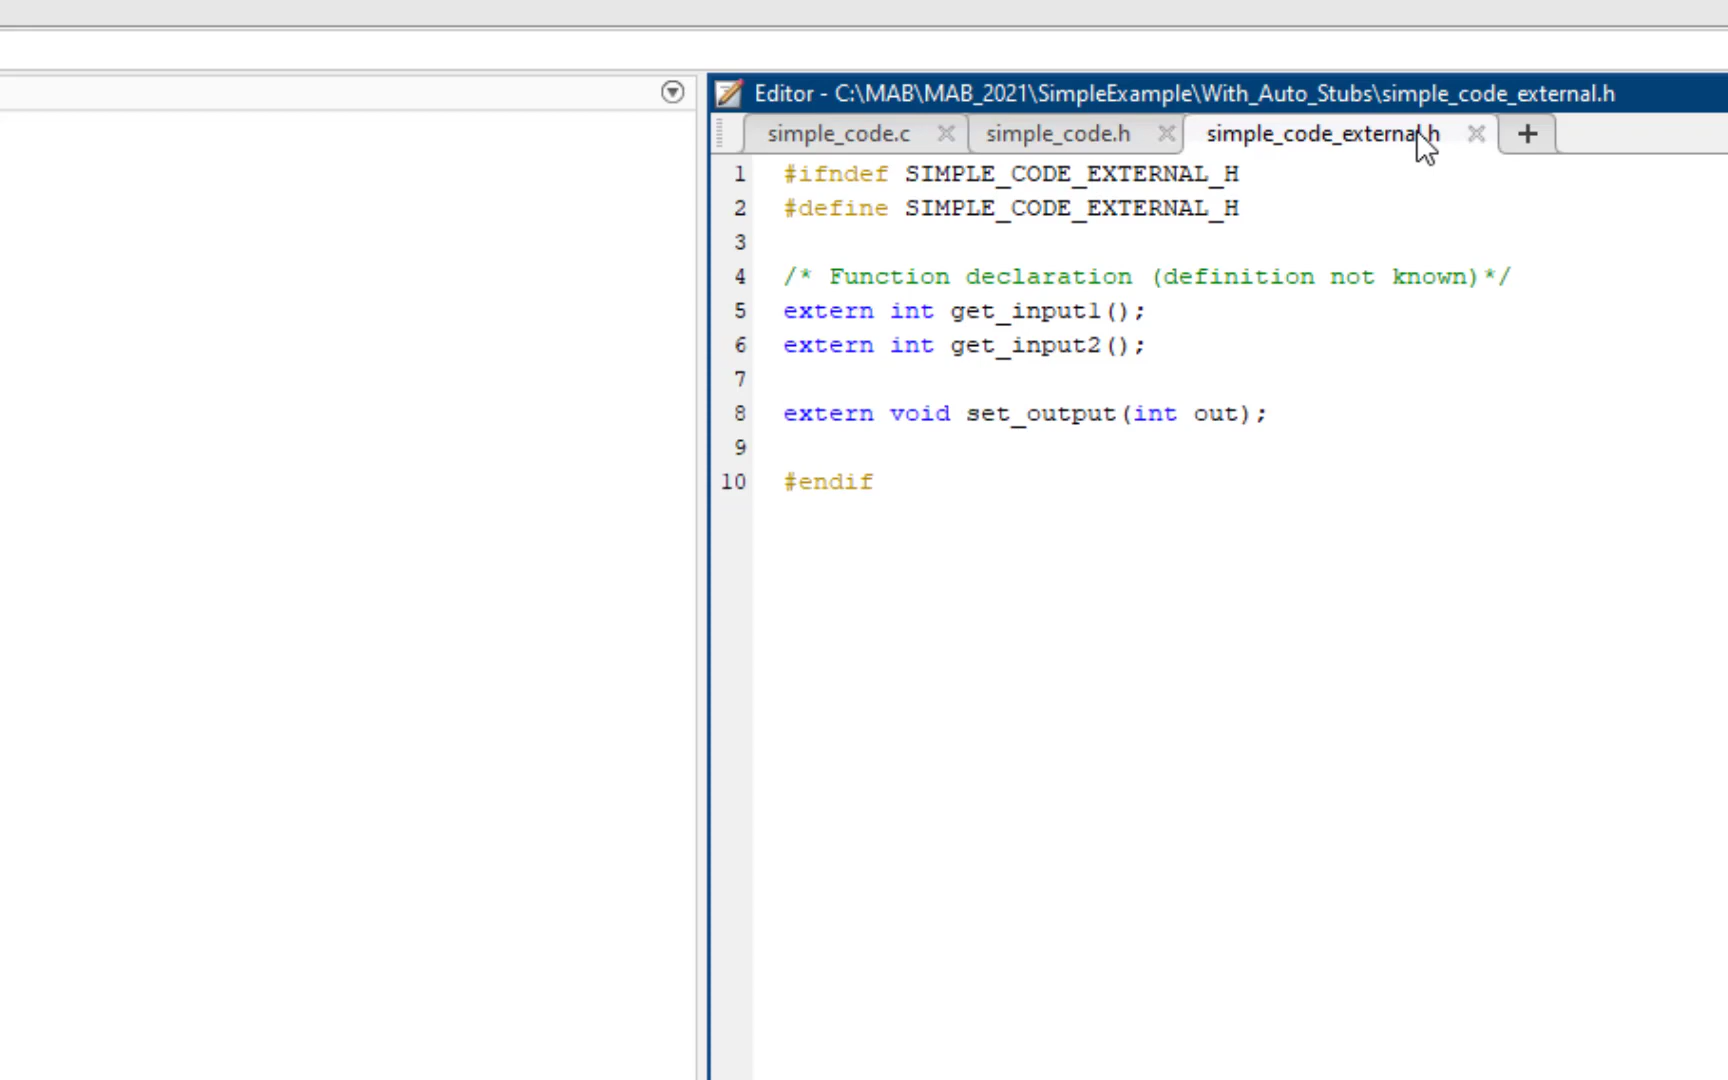 Editor - C:\MAB\MAB_2021\SimpleExample\With_Auto_Stubs\simple_code_external.h
simple_code.c simple_code.h simple_code_external.h +
1 #ifndef SIMPLE_CODE_EXTERNAL_H
2 #define SIMPLE_CODE_EXTERNAL_H
3
4 /* Function declaration (definition not known)*/
5 extern int get_input1();
6 extern int get_input2();
7
8 extern void set_output(int out);
9
10 #endif